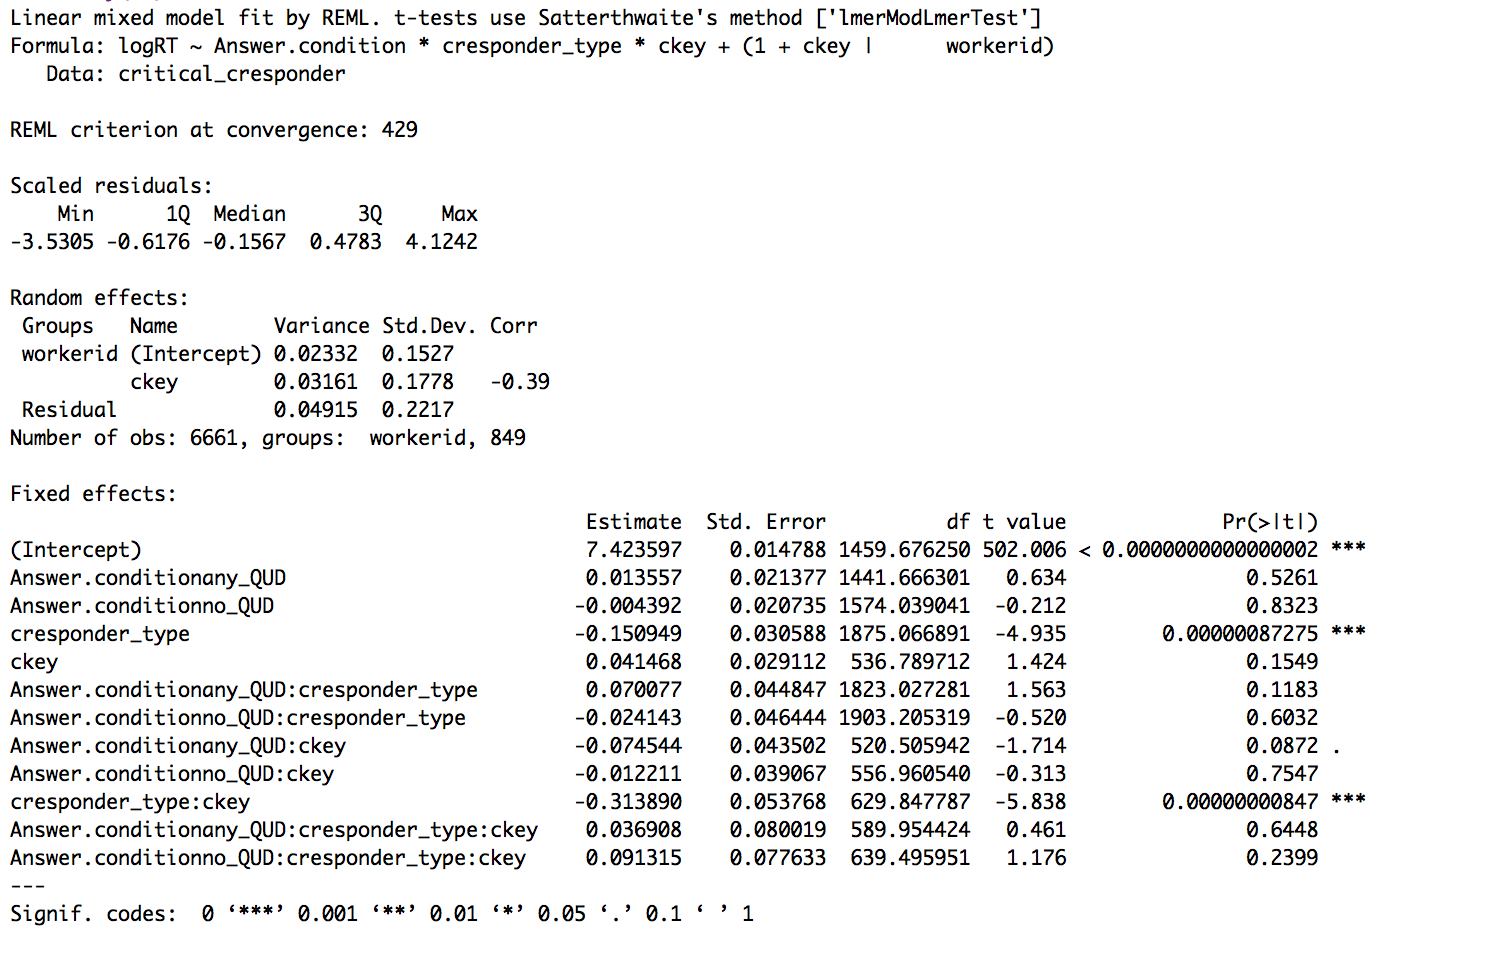 Linear mixed model fit by REML. t-tests use Satterthwaite's method ['lmerModLmerTest']
Formula: logRT ~ Answer.condition * cresponder_type * ckey + (1 + ckey |      workerid)
   Data: critical_cresponder

REML criterion at convergence: 429

Scaled residuals:
    Min      1Q  Median      3Q     Max
-3.5305 -0.6176 -0.1567  0.4783  4.1242

Random effects:
 Groups   Name        Variance Std.Dev. Corr
 workerid (Intercept) 0.02332  0.1527
          ckey        0.03161  0.1778   -0.39
 Residual             0.04915  0.2217
Number of obs: 6661, groups:  workerid, 849

Fixed effects:
                                                Estimate  Std. Error          df t value             Pr(>|t|)
(Intercept)                                     7.423597    0.014788 1459.676250 502.006 < 0.0000000000000002 ***
Answer.conditionany_QUD                         0.013557    0.021377 1441.666301   0.634               0.5261
Answer.conditionno_QUD                         -0.004392    0.020735 1574.039041  -0.212               0.8323
cresponder_type                                -0.150949    0.030588 1875.066891  -4.935        0.00000087275 ***
ckey                                            0.041468    0.029112  536.789712   1.424               0.1549
Answer.conditionany_QUD:cresponder_type         0.070077    0.044847 1823.027281   1.563               0.1183
Answer.conditionno_QUD:cresponder_type         -0.024143    0.046444 1903.205319  -0.520               0.6032
Answer.conditionany_QUD:ckey                   -0.074544    0.043502  520.505942  -1.714               0.0872 .
Answer.conditionno_QUD:ckey                    -0.012211    0.039067  556.960540  -0.313               0.7547
cresponder_type:ckey                           -0.313890    0.053768  629.847787  -5.838        0.00000000847 ***
Answer.conditionany_QUD:cresponder_type:ckey    0.036908    0.080019  589.954424   0.461               0.6448
Answer.conditionno_QUD:cresponder_type:ckey     0.091315    0.077633  639.495951   1.176               0.2399
---
Signif. codes:  0 ‘***’ 0.001 ‘**’ 0.01 ‘*’ 0.05 ‘.’ 0.1 ‘ ’ 1